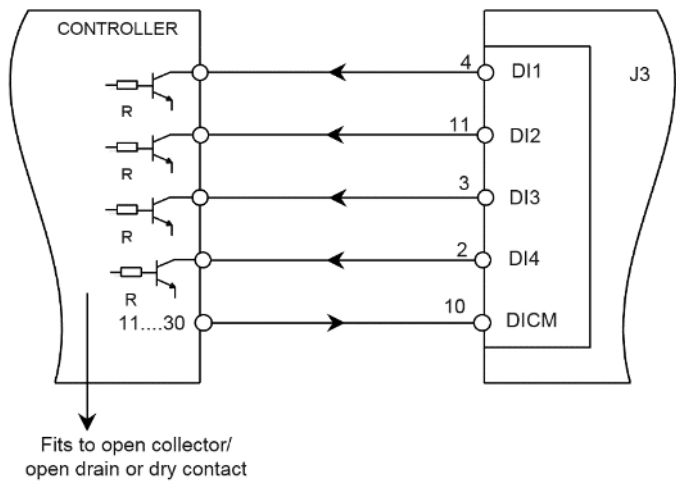 CONTROLLER
J3
4 DI1
R
11 DI2
R
3 DI3
R
2 DI4
R
11....30
10 DICM
Fits to open collector/
open drain or dry contact